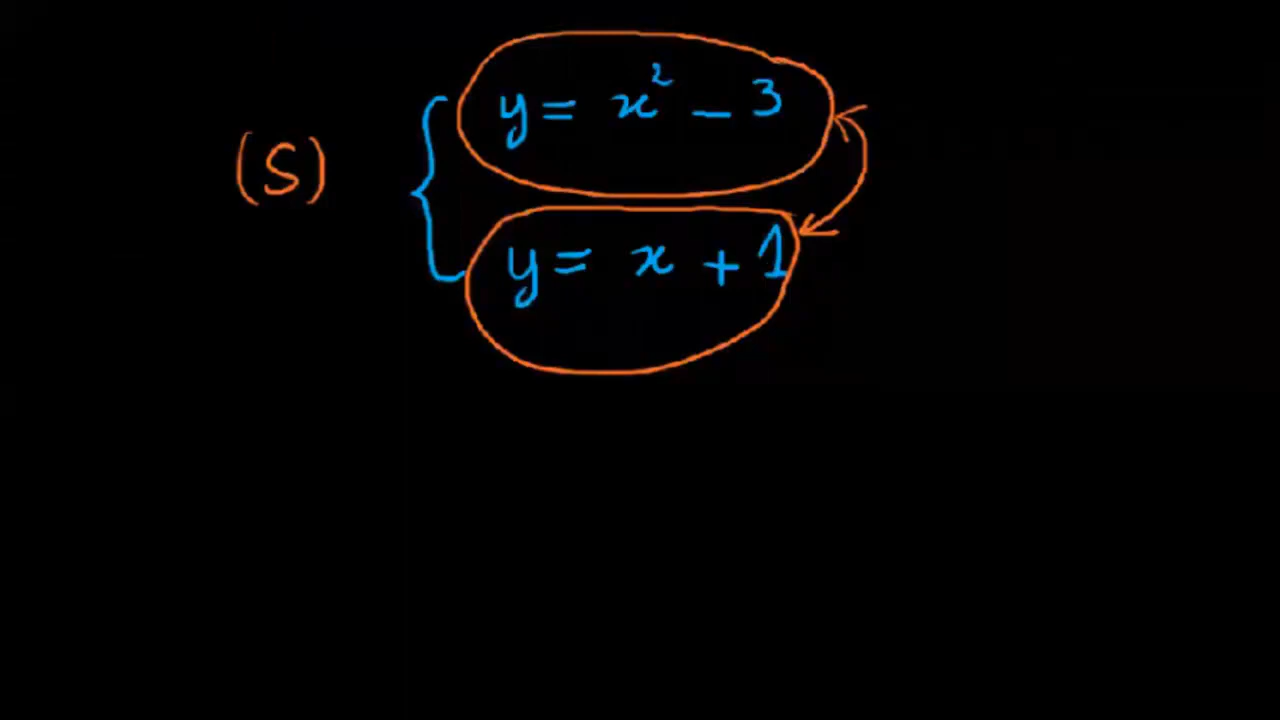 (S)
y = x² - 3
y = x + 1